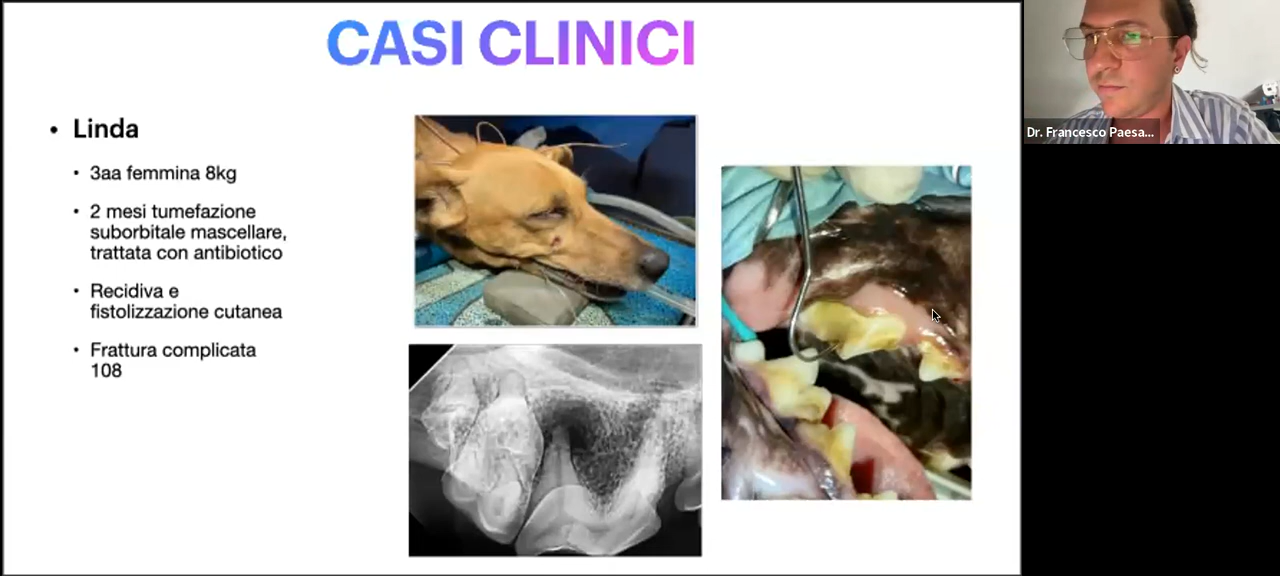 CASI CLINICI
Linda
3aa femmina 8kg
2 mesi tumefazione
suborbitale mascellare,
trattata con antibiotico
Recidiva e
fistolizzazione cutanea
Frattura complicata
108
Dr. Francesco Paesa...